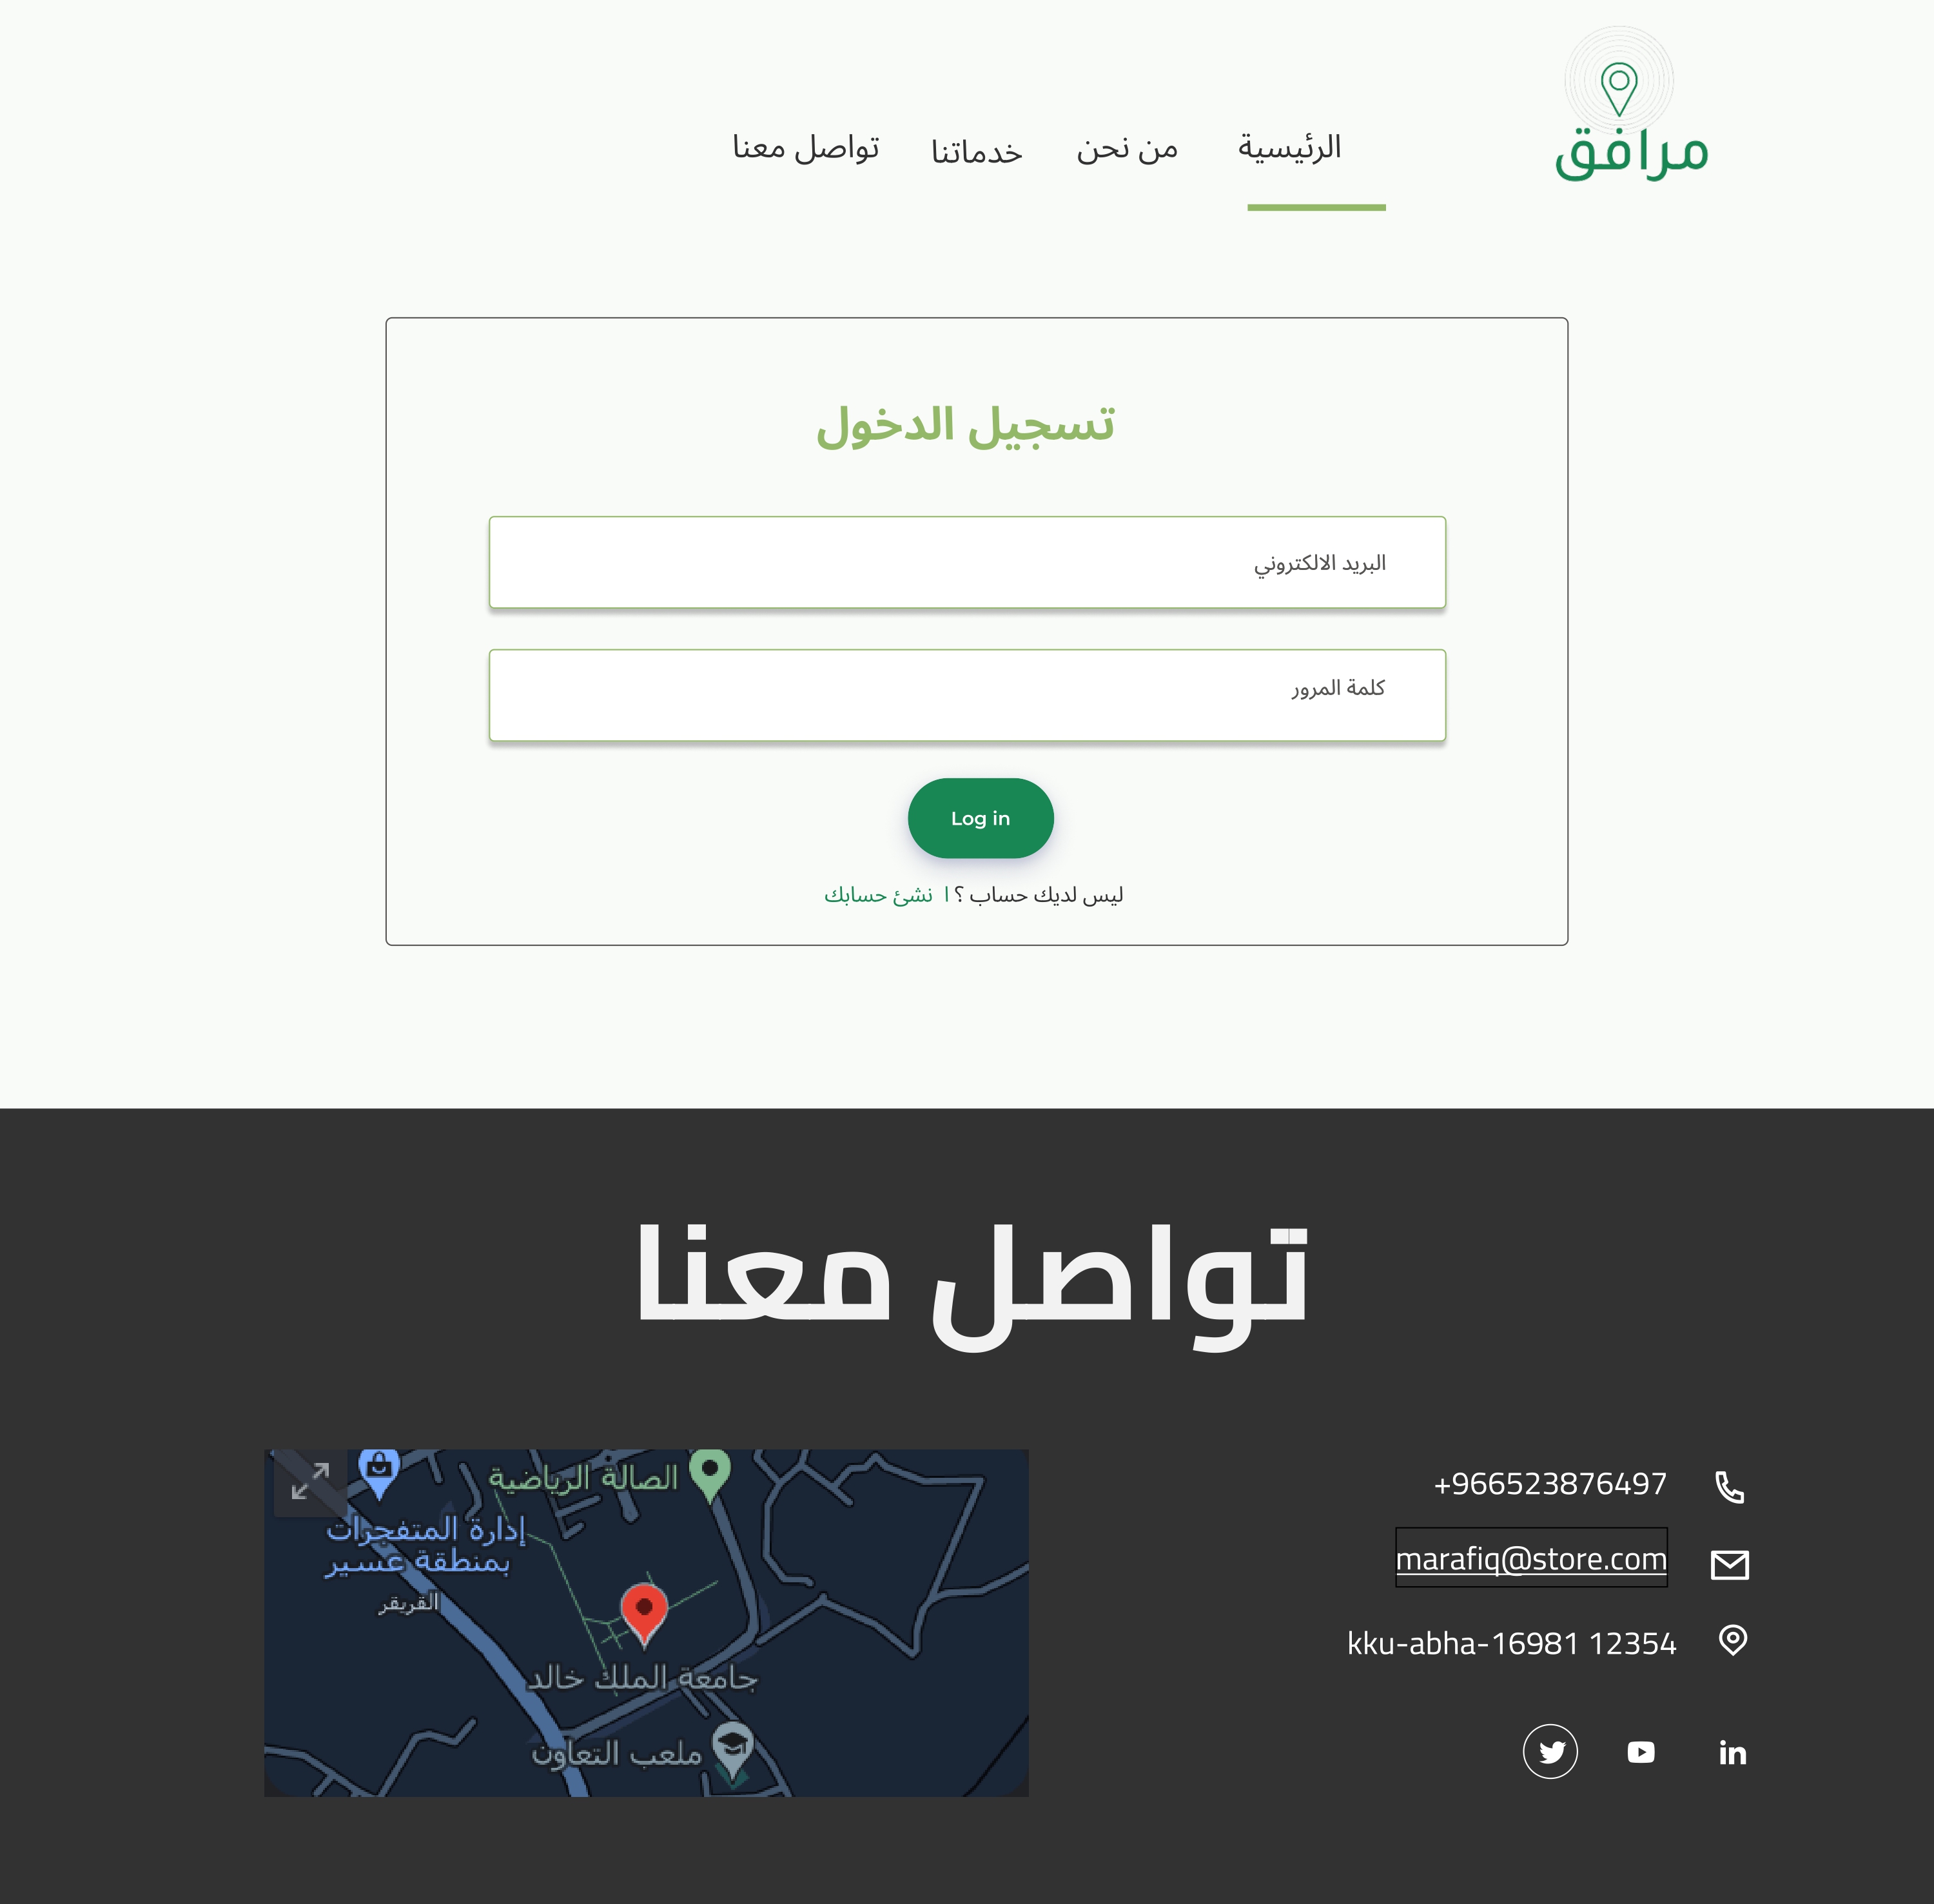 مرافق
الرئيسية
من نحن
خدماتنا
تواصل معنا
تسجيل الدخول
البريد الالكتروني
كلمة المرور
Log in
ليس لديك حساب ؟ ا نشئ حسابك
تواصل معنا
+966523876497
marafiq@store.com
kku-abha-16981 12354
الصالة الرياضية
إدارة المتفجرات
بمنطقة عسير
القريقر
جامعة الملك خالد
ملعب التعاون
in